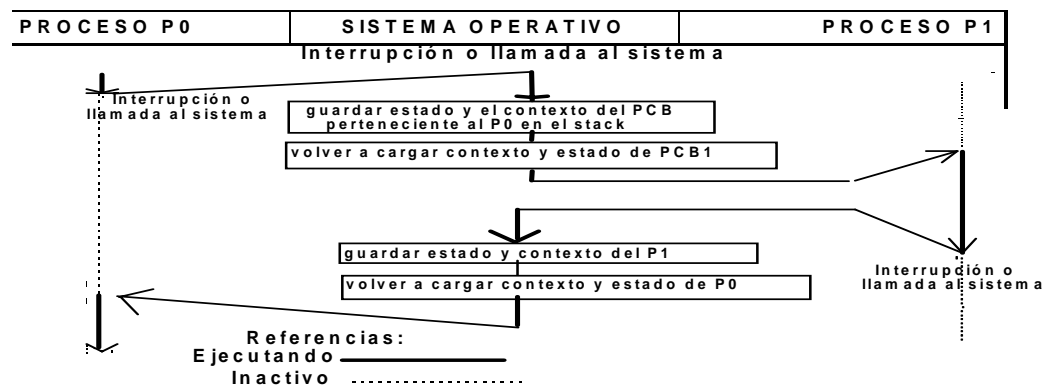 PROCESO P0
SISTEMA OPERATIVO
PROCESO P1
Interrupción o llamada al sistema
Interrupción o
llamada al sistema
guardar estado y el contexto del PCB
perteneciente al P0 en el stack
volver a cargar contexto y estado de PCB1
guardar estado y contexto del P1
volver a cargar contexto y estado de P0
Interrupción o
llamada al sistema
Referencias:
Ejecutando
Inactivo